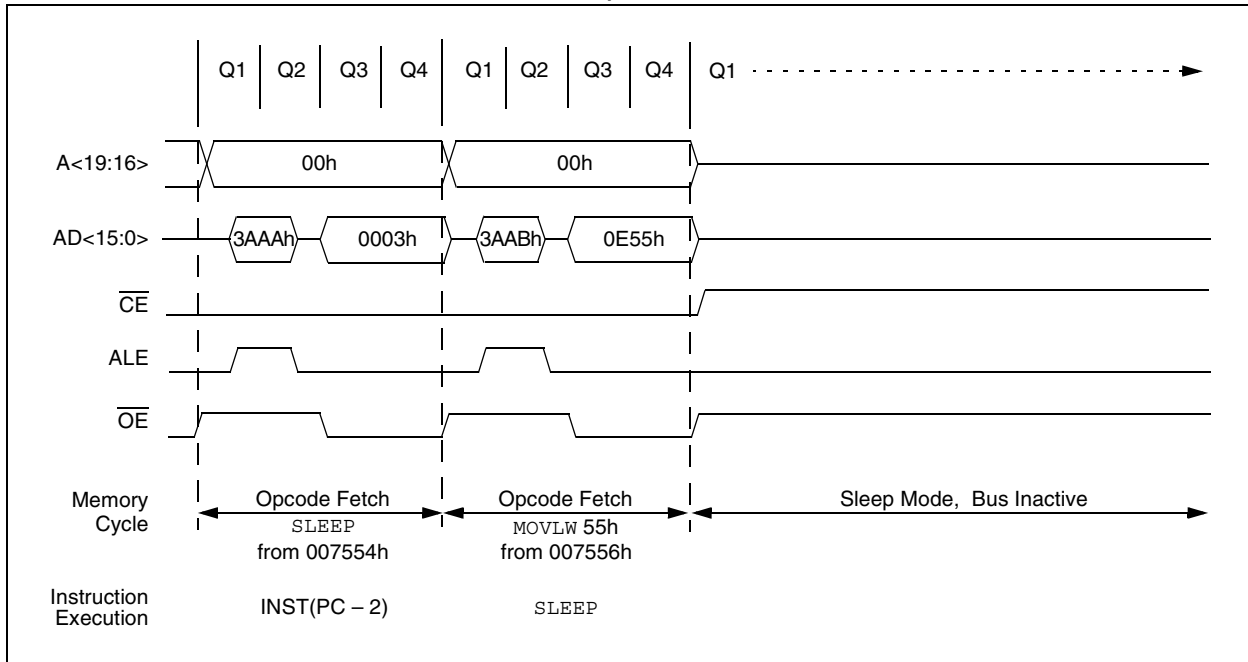 Q1 Q2 Q3 Q4 Q1 Q2 Q3 Q4 Q1
A<19:16> 00h 00h
AD<15:0> 3AAAh 0003h 3AABh 0E55h
CE
ALE
OE
Memory Cycle
Opcode Fetch
SLEEP
from 007554h
Opcode Fetch
MOVLW 55h
from 007556h
Sleep Mode, Bus Inactive
Instruction
Execution
INST(PC – 2) SLEEP